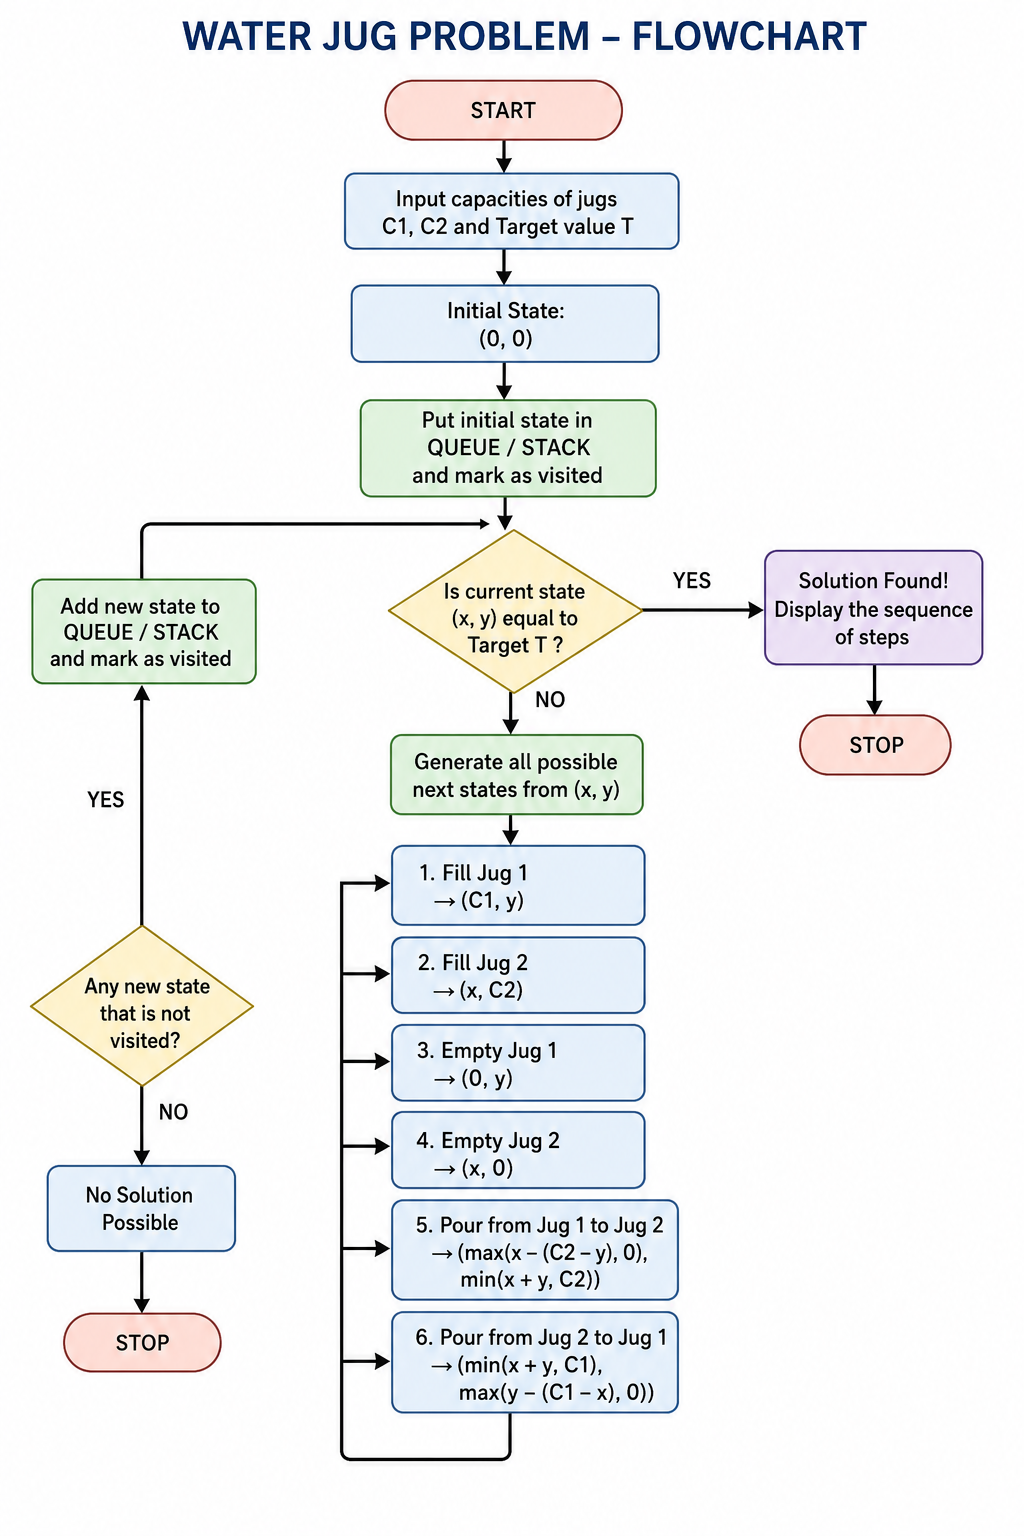 WATER JUG PROBLEM – FLOWCHART
START
Input capacities of jugs
C1, C2 and Target value T
Initial State:
(0, 0)
Put initial state in
QUEUE / STACK
and mark as visited
Is current state
(x, y) equal to
Target T ?
YES
Solution Found!
Display the sequence
of steps
STOP
NO
Generate all possible
next states from (x, y)
1. Fill Jug 1
→ (C1, y)
2. Fill Jug 2
→ (x, C2)
3. Empty Jug 1
→ (0, y)
4. Empty Jug 2
→ (x, 0)
5. Pour from Jug 1 to Jug 2
→ (max(x – (C2 – y), 0),
min(x + y, C2))
6. Pour from Jug 2 to Jug 1
→ (min(x + y, C1),
max(y – (C1 – x), 0))
Add new state to
QUEUE / STACK
and mark as visited
YES
Any new state
that is not
visited?
NO
No Solution
Possible
STOP